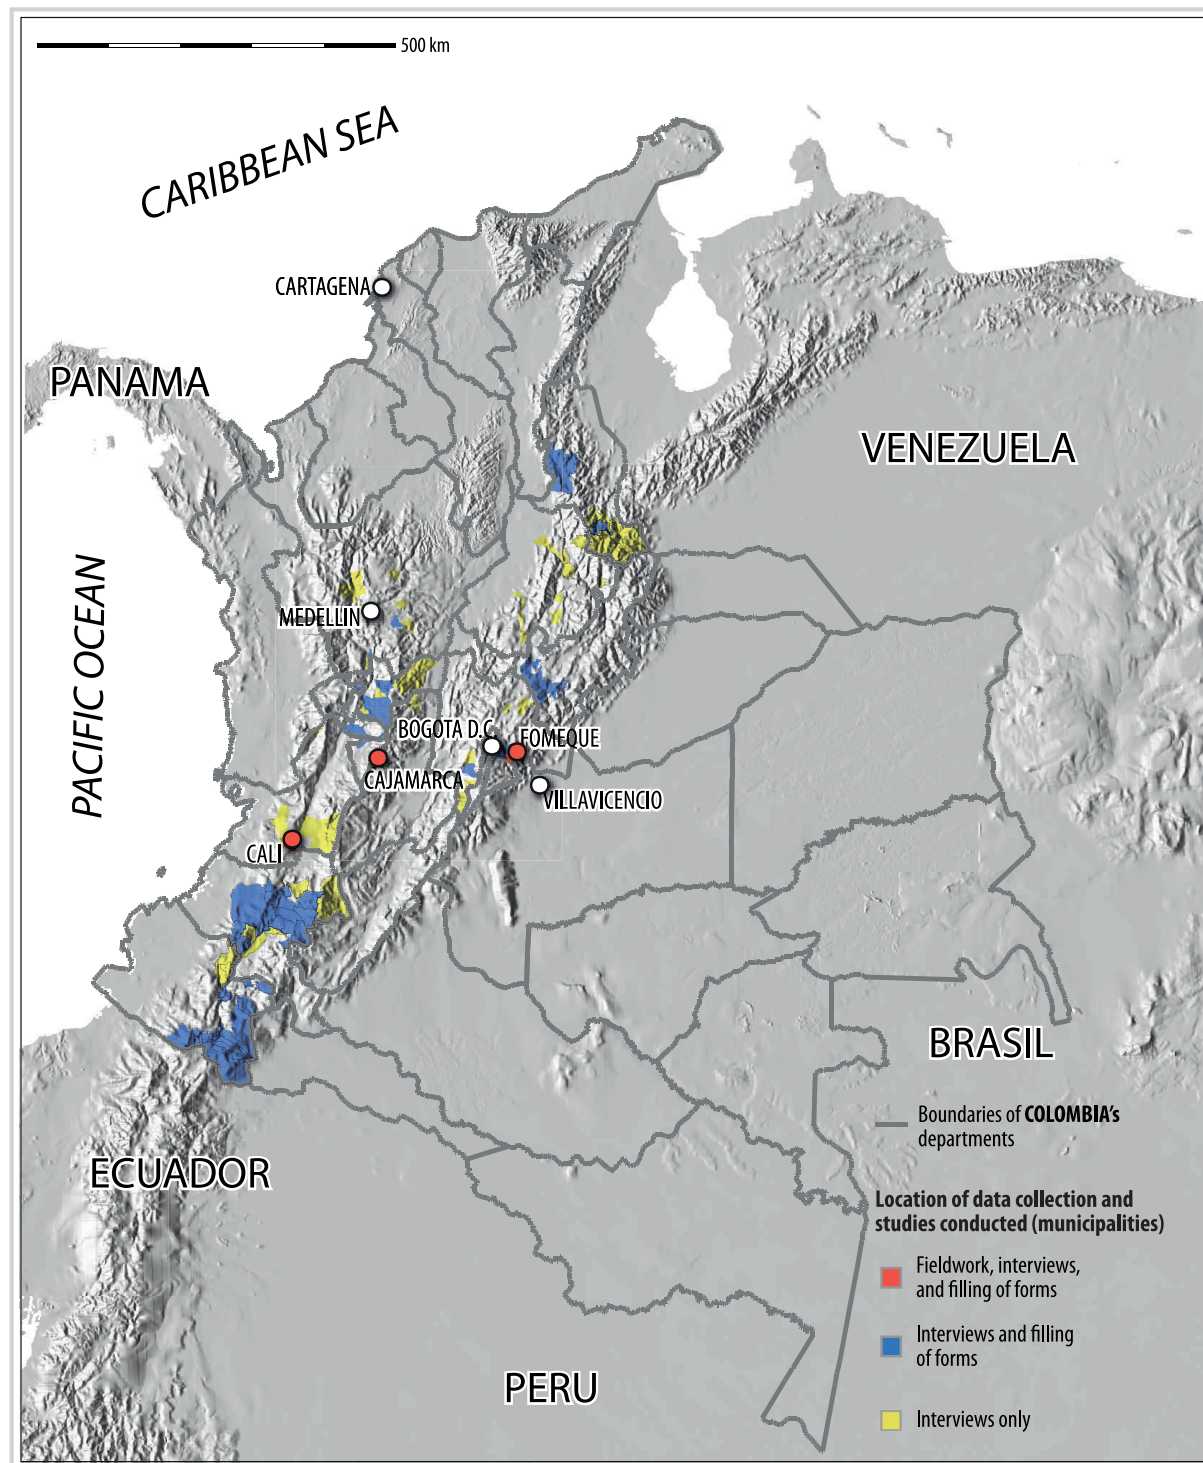 500 km
CARIBBEAN SEA
CARTAGENA
PANAMA
VENEZUELA
PACIFIC OCEAN
MEDELLIN
BOGOTA D.C.
FOMEQUE
CAJAMARCA
VILLAVICENCIO
CALI
BRASIL
Boundaries of COLOMBIA's
departments
ECUADOR
Location of data collection and
studies conducted (municipalities)
Fieldwork, interviews,
and filling of forms
Interviews and filling
of forms
PERU
Interviews only